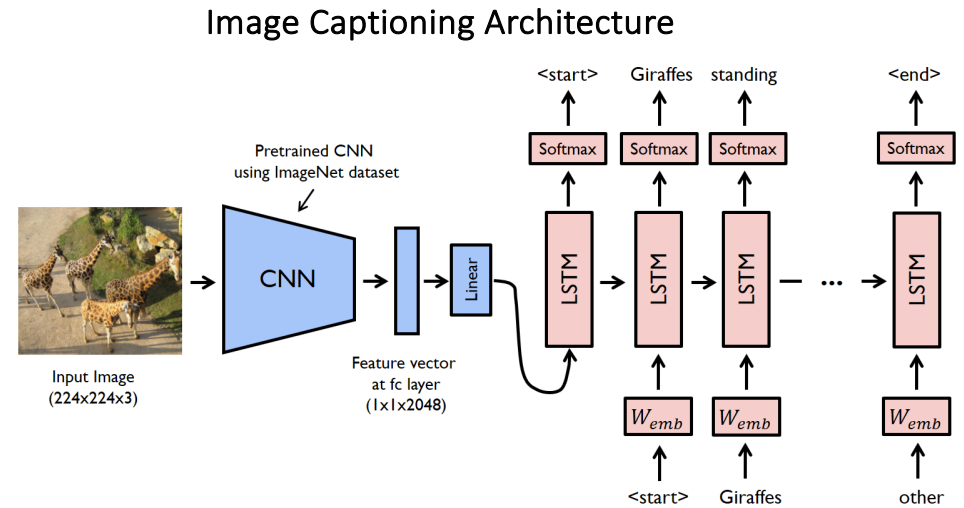 Image Captioning Architecture
<start> Giraffes standing <end>
Softmax Softmax Softmax Softmax
Pretrained CNN
using ImageNet dataset
CNN
Linear
LSTM LSTM LSTM ... LSTM
Feature vector
at fc layer
(1x1x2048)
Input Image
(224x224x3)
W_emb W_emb W_emb
<start> Giraffes other